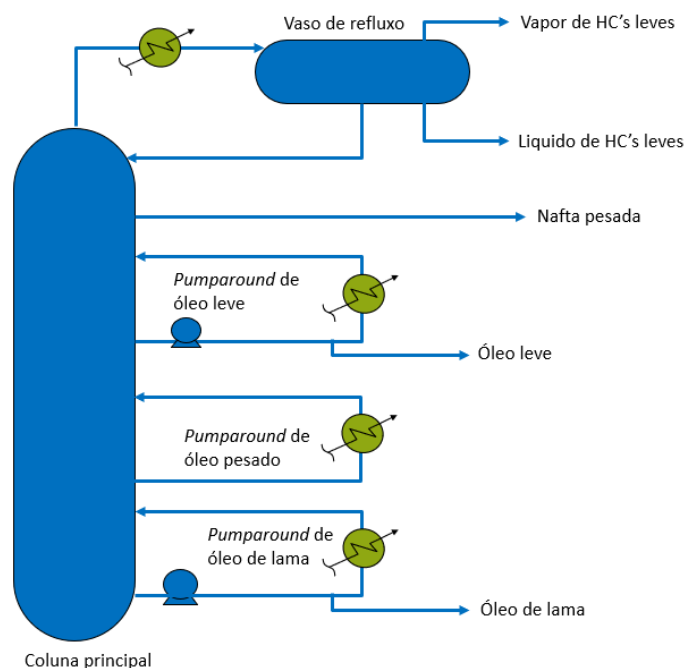 Vaso de refluxo
Vapor de HC's leves
Liquido de HC's leves
Nafta pesada
Pumparound de
óleo leve
Óleo leve
Pumparound de
óleo pesado
Pumparound de
óleo de lama
Óleo de lama
Coluna principal